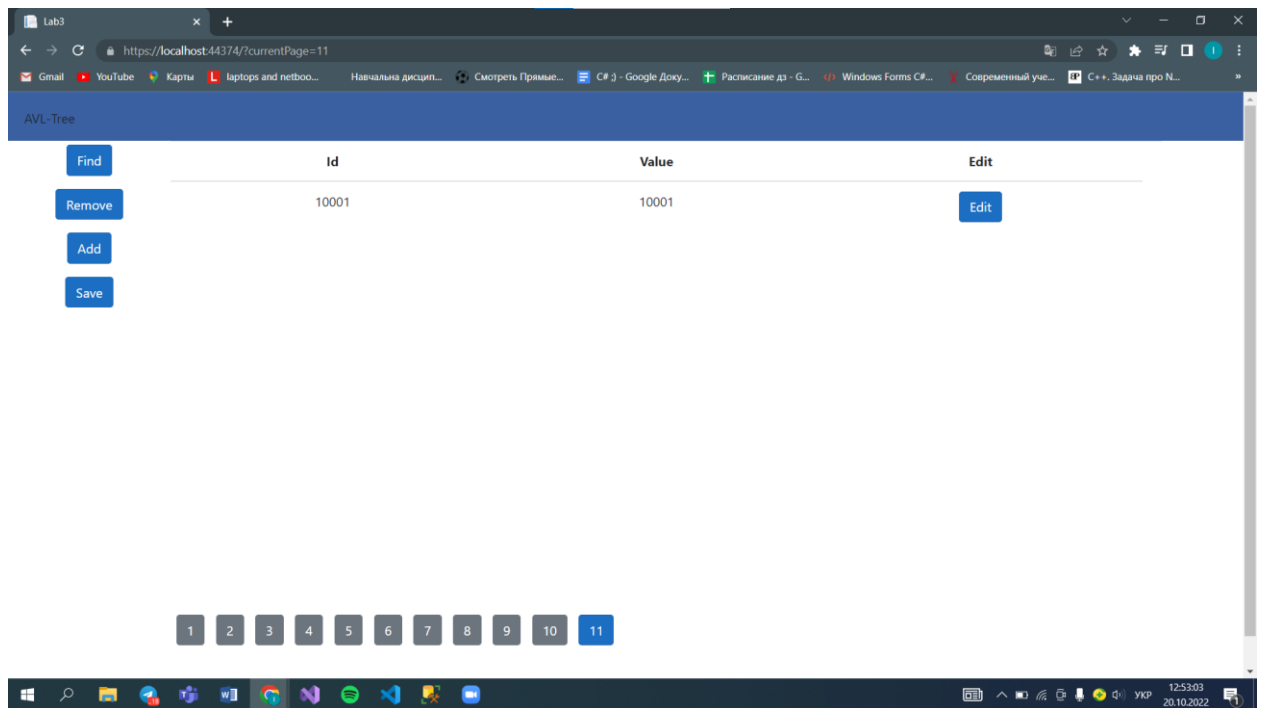 Lab3
https://localhost:44374/?currentPage=11
Gmail YouTube Карты laptops and netboo... Навчальна дисцип... Смотреть Прямые... C# ;) - Google Доку... Расписание дз - G... Windows Forms C#... Современный уче... C++. Задача про N... »
AVL-Tree
Find Id Value Edit
Remove 10001 10001 Edit
Add
Save
1 2 3 4 5 6 7 8 9 10 11
УКР 12:53:03
20.10.2022